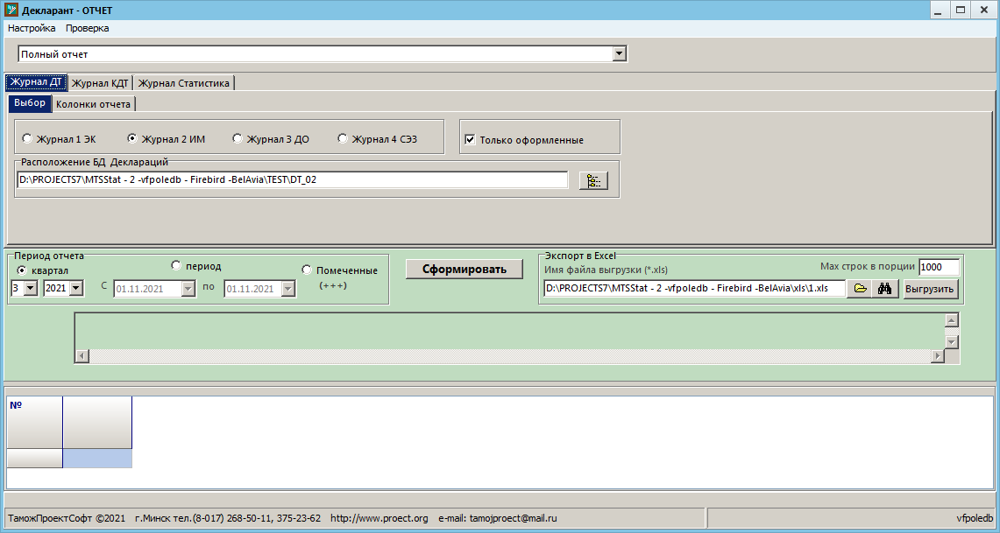 Декларант - ОТЧЕТ
Настройка Проверка
Полный отчет
Журнал ДТ Журнал КДТ Журнал Статистика
Выбор Колонки отчета
Журнал 1 ЭК Журнал 2 ИМ Журнал 3 ДО Журнал 4 СЭЗ Только оформленные
Расположение БД Деклараций
D:\PROJECTS7\MTSStat - 2 -vfpoledb - Firebird -BelAvia\TEST\DT_02
Период отчета
квартал период Помеченные
3 2021 С 01.11.2021 по 01.11.2021 (+++)
Сформировать
Экспорт в Excel
Имя файла выгрузки (*.xls) Мах строк в порции 1000
D:\PROJECTS7\MTSStat - 2 -vfpoledb - Firebird -BelAvia\xls\1.xls Выгрузить
№
ТаможПроектСофт ©2021 г.Минск тел.(8-017) 268-50-11, 375-23-62 http://www.proect.org e-mail: tamojproect@mail.ru vfpoledb